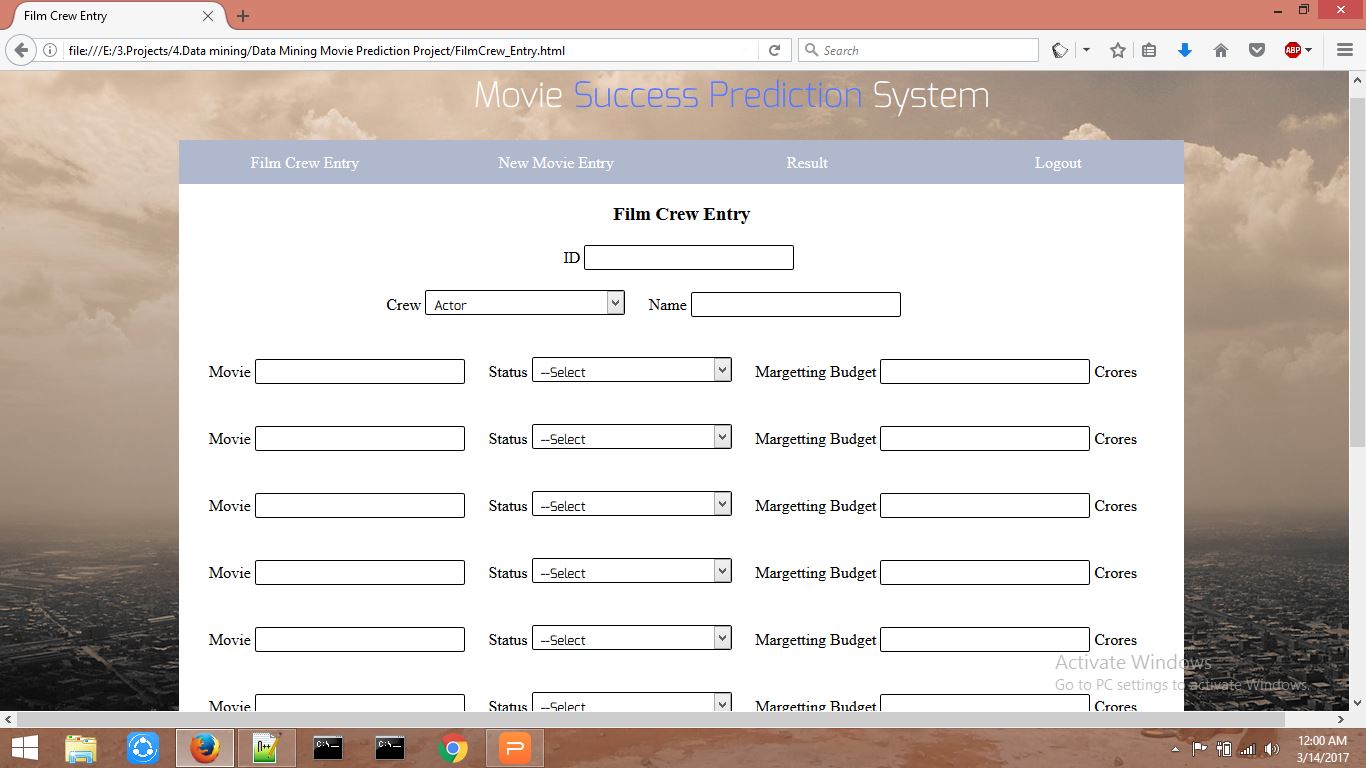 Film Crew Entry
file:///E:/3.Projects/4.Data mining/Data Mining Movie Prediction Project/FilmCrew_Entry.html
Search
ABP
Movie Success Prediction System
Film Crew Entry New Movie Entry Result Logout
Film Crew Entry
ID
Crew Actor Name
Movie Status --Select Margetting Budget Crores
Movie Status --Select Margetting Budget Crores
Movie Status --Select Margetting Budget Crores
Movie Status --Select Margetting Budget Crores
Movie Status --Select Margetting Budget Crores
Movie Status --Select Margetting Budget Crores
Activate Windows
Go to PC settings to activate Windows.
C:\
C:\
12:00 AM
3/14/2017